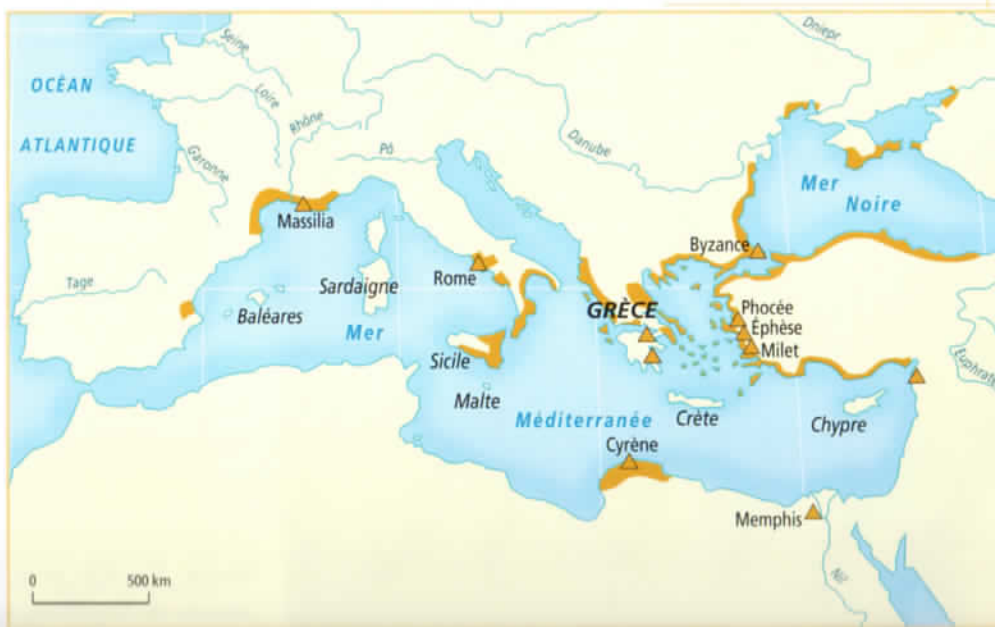 Seine
Dniepr
OCÉAN
ATLANTIQUE
Loire
Rhône
Garonne
Pô
Danube
Mer
Noire
Massilia
Byzance
Tage
Rome
Sardaigne
Baléares
GRÈCE
Phocée
Éphèse
Milet
Mer
Sicile
Malte
Méditerranée
Crète
Chypre
Euphrate
Cyrène
Memphis
Nil
0 500 km